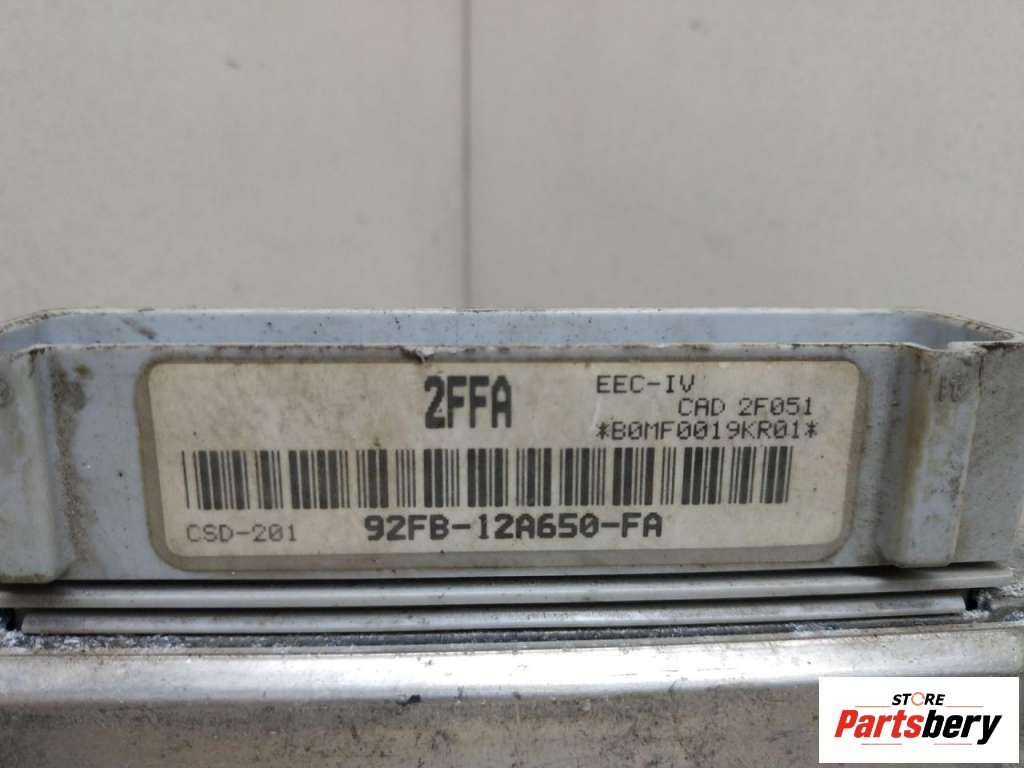 2FFA
EEC-IV
CAD 2F051
*B0MF0019KR01*
CSD-201
92FB-12A650-FA
STORE
Partsbery